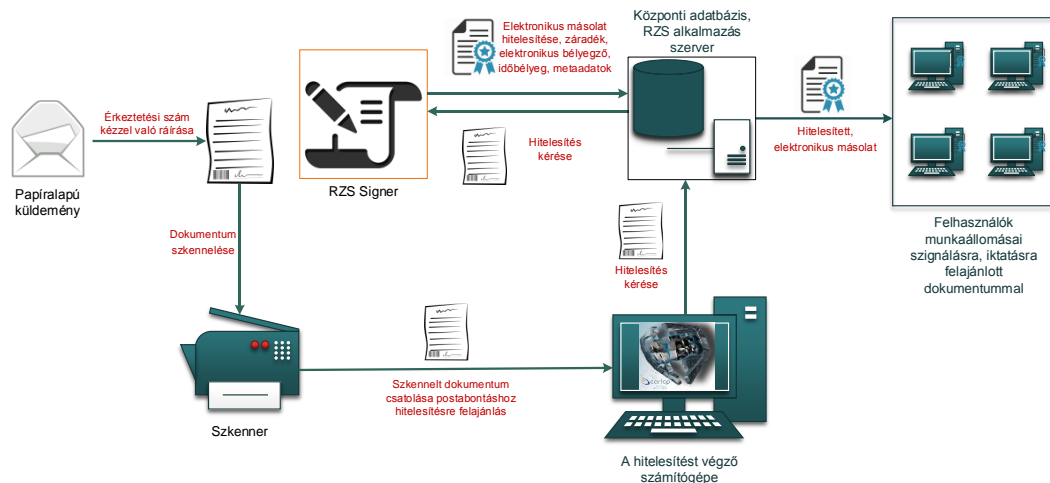 Elektronikus másolat
hitelesítése, záradék,
elektronikus bélyegző,
időbélyeg, metaadatok
Központi adatbázis,
RZS alkalmazás
szerver
Érkeztetési szám
kézzel való ráírása
Papíralapú
küldemény
RZS Signer
Hitelesítés
kérése
Hitelesített,
elektronikus másolat
Felhasználók
munkaállomásai
szignálásra, iktatásra
felajánlott
dokumentummal
Dokumentum
szkennelése
Hitelesítés
kérése
Szkennelt dokumentum
csatolása postabontáshoz
hitelesítésre felajánlás
Szkenner
A hitelesítést végző
számítógépe